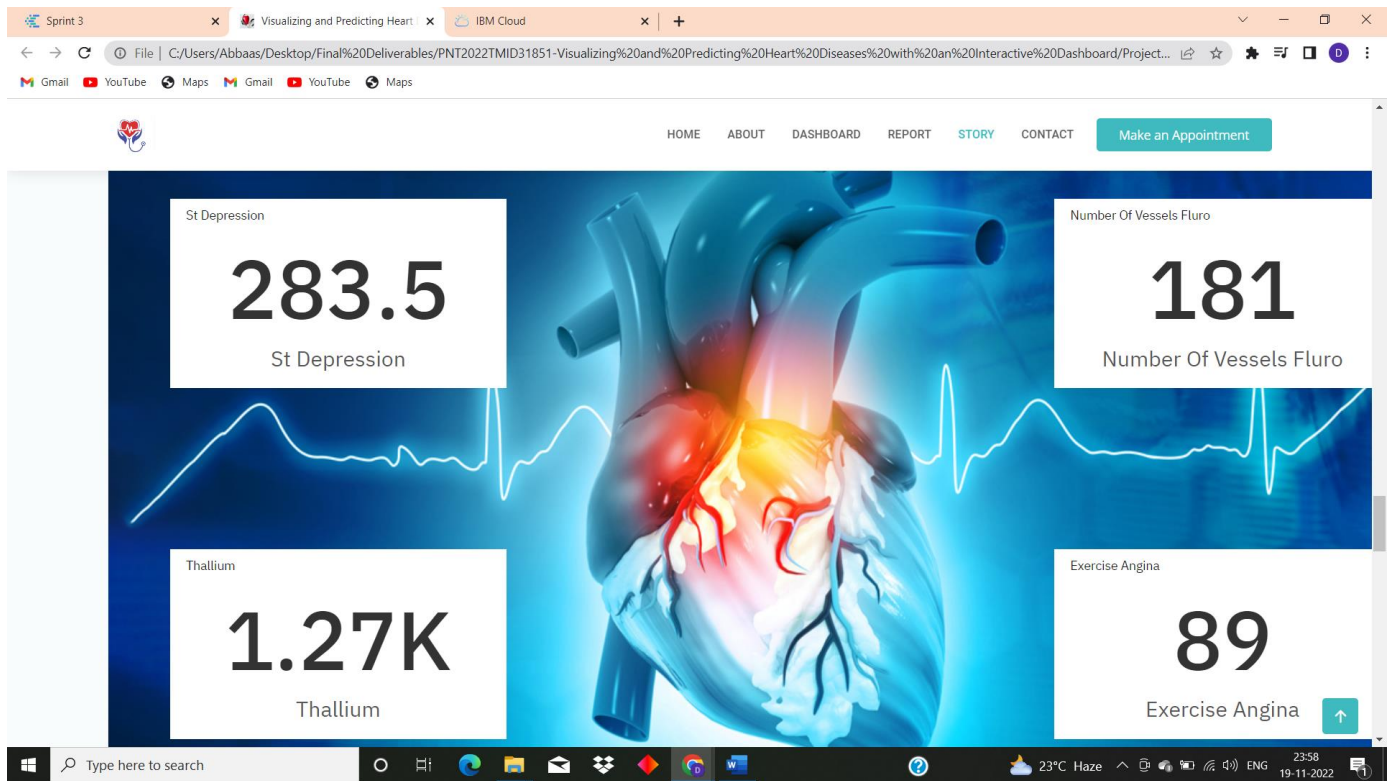 Sprint 3
Visualizing and Predicting Heart
IBM Cloud
File | C:/Users/Abbaas/Desktop/Final%20Deliverables/PNT2022TMID31851-Visualizing%20and%20Predicting%20Heart%20Diseases%20with%20an%20Interactive%20Dashboard/Project...
D
Gmail YouTube Maps Gmail YouTube Maps
HOME ABOUT DASHBOARD REPORT STORY CONTACT Make an Appointment
St Depression
283.5
St Depression
Number Of Vessels Fluro
181
Number Of Vessels Fluro
Thallium
1.27K
Thallium
Exercise Angina
89
Exercise Angina
Type here to search
23°C Haze
ENG
23:58
19-11-2022
1